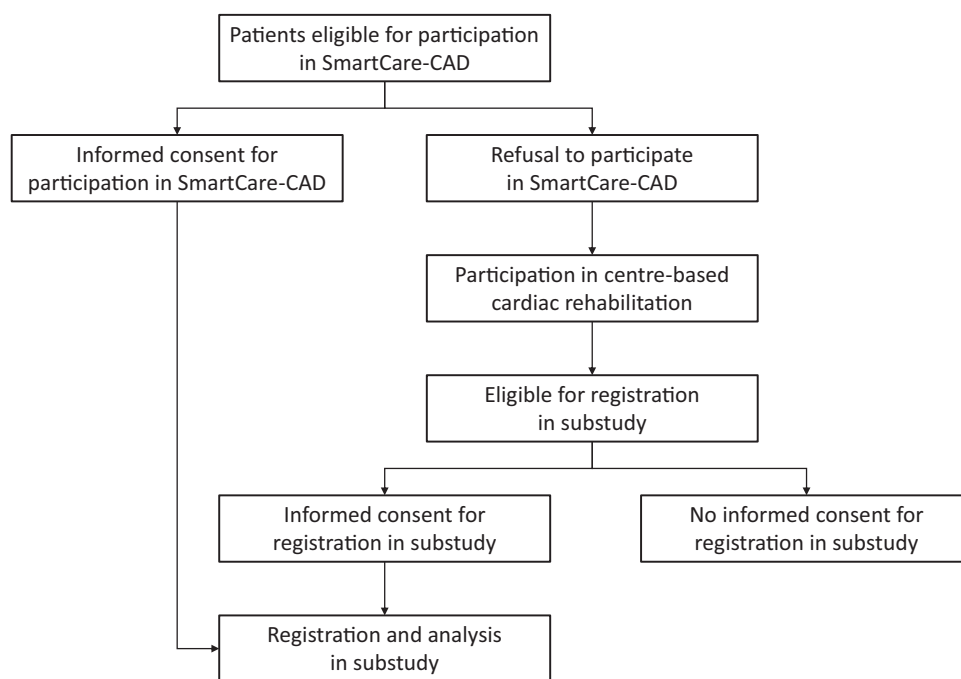 Patients eligible for participation
in SmartCare-CAD
Informed consent for
participation in SmartCare-CAD
Refusal to participate
in SmartCare-CAD
Participation in centre-based
cardiac rehabilitation
Eligible for registration
in substudy
Informed consent for
registration in substudy
No informed consent for
registration in substudy
Registration and analysis
in substudy